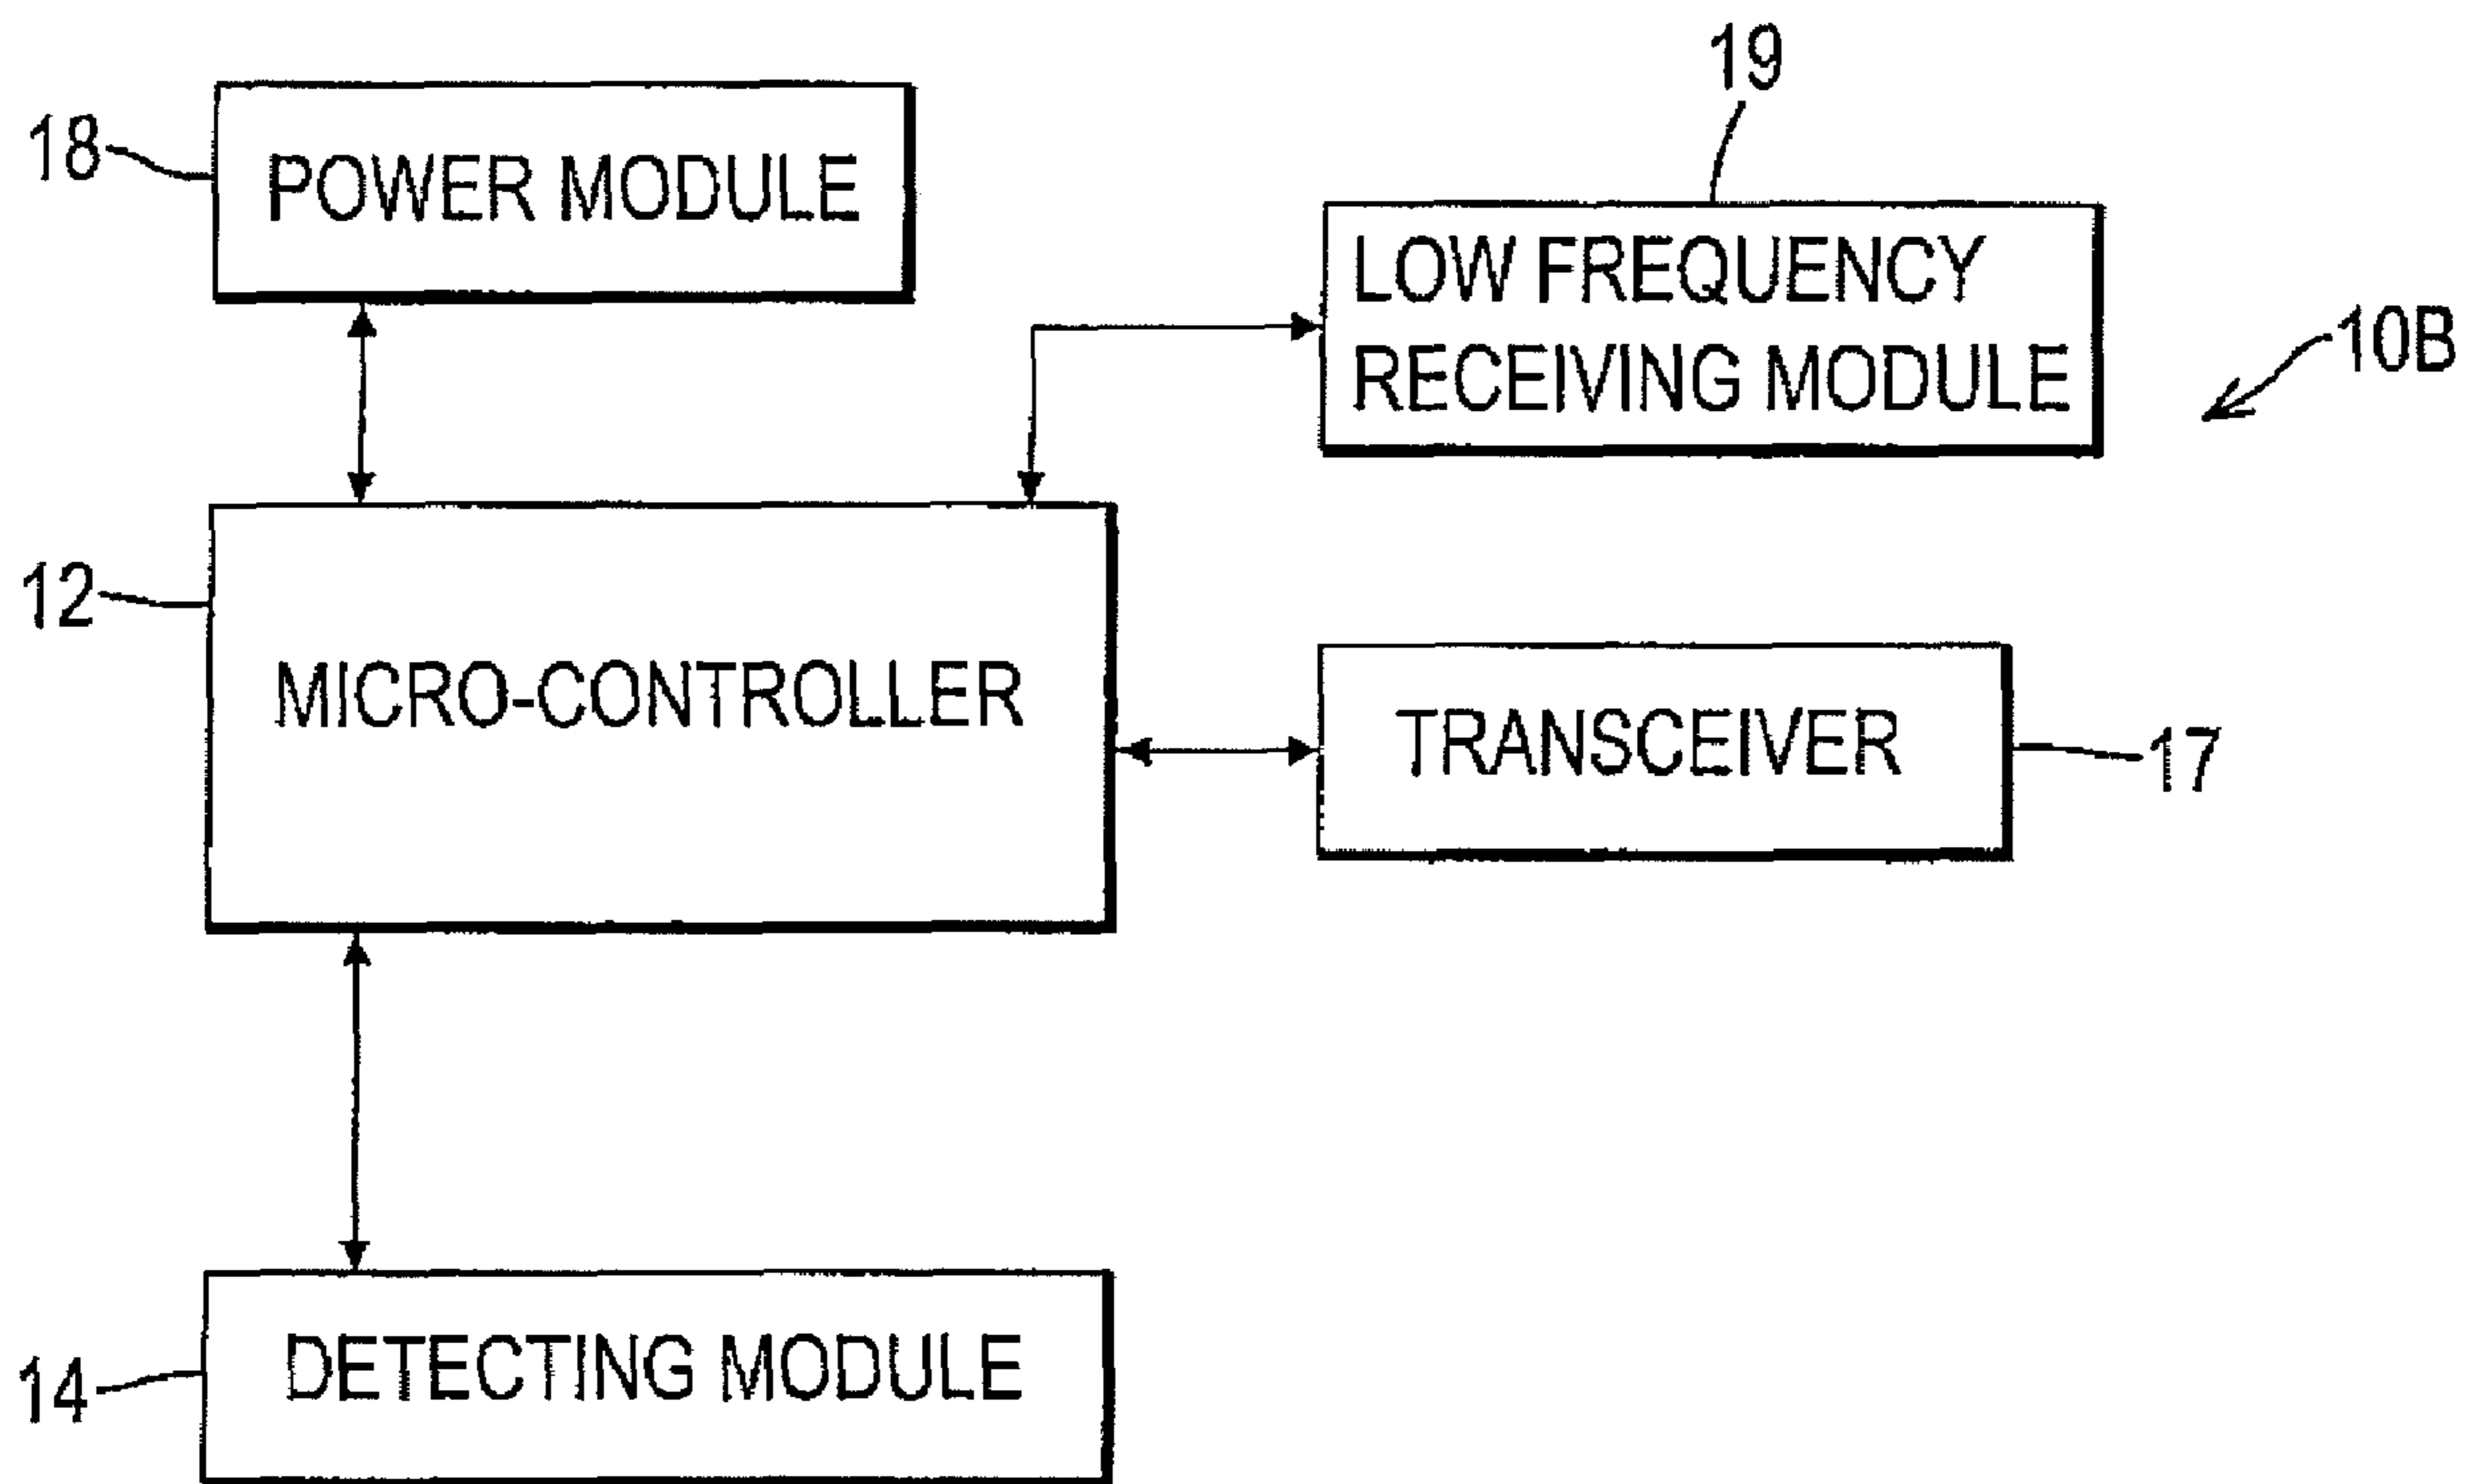 19
18
POWER MODULE
LOW FREQUENCY
RECEIVING MODULE
10B
12
MICRO-CONTROLLER
TRANSCEIVER
17
DETECTING MODULE
14